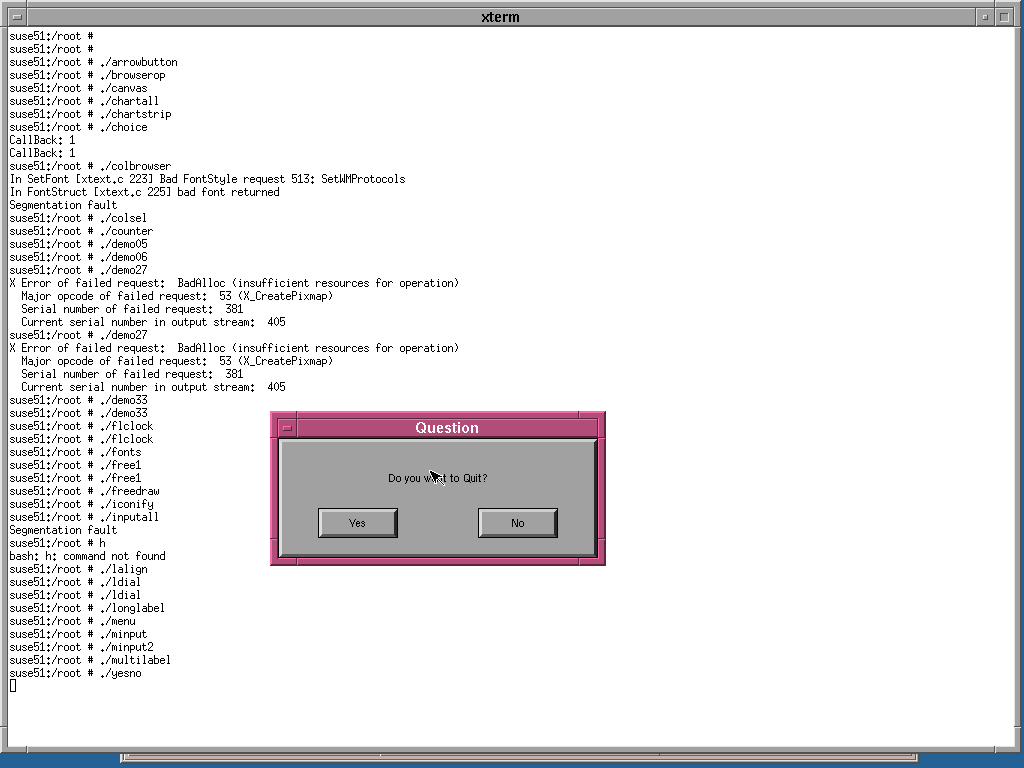 xterm
suse51:/root #
suse51:/root #
suse51:/root # ./arrowbutton
suse51:/root # ./browserop
suse51:/root # ./canvas
suse51:/root # ./chartall
suse51:/root # ./chartstrip
suse51:/root # ./choice
CallBack: 1
CallBack: 1
suse51:/root # ./colbrowser
In SetFont [xtext.c 223] Bad FontStyle request 513: SetWMProtocols
In FontStruct [xtext.c 225] bad font returned
Segmentation fault
suse51:/root # ./colsel
suse51:/root # ./counter
suse51:/root # ./demo05
suse51:/root # ./demo06
suse51:/root # ./demo27
X Error of failed request:  BadAlloc (insufficient resources for operation)
  Major opcode of failed request:  53 (X_CreatePixmap)
  Serial number of failed request:  381
  Current serial number in output stream:  405
suse51:/root # ./demo27
X Error of failed request:  BadAlloc (insufficient resources for operation)
  Major opcode of failed request:  53 (X_CreatePixmap)
  Serial number of failed request:  381
  Current serial number in output stream:  405
suse51:/root # ./demo33
suse51:/root # ./demo33
suse51:/root # ./flclock
suse51:/root # ./flclock
suse51:/root # ./fonts
suse51:/root # ./free1
suse51:/root # ./free1
suse51:/root # ./freedraw
suse51:/root # ./iconify
suse51:/root # ./inputall
Segmentation fault
suse51:/root # h
bash: h: command not found
suse51:/root # ./lalign
suse51:/root # ./ldial
suse51:/root # ./ldial
suse51:/root # ./longlabel
suse51:/root # ./menu
suse51:/root # ./minput
suse51:/root # ./minput2
suse51:/root # ./multilabel
suse51:/root # ./yesno
Question
Do you want to Quit?
Yes
No